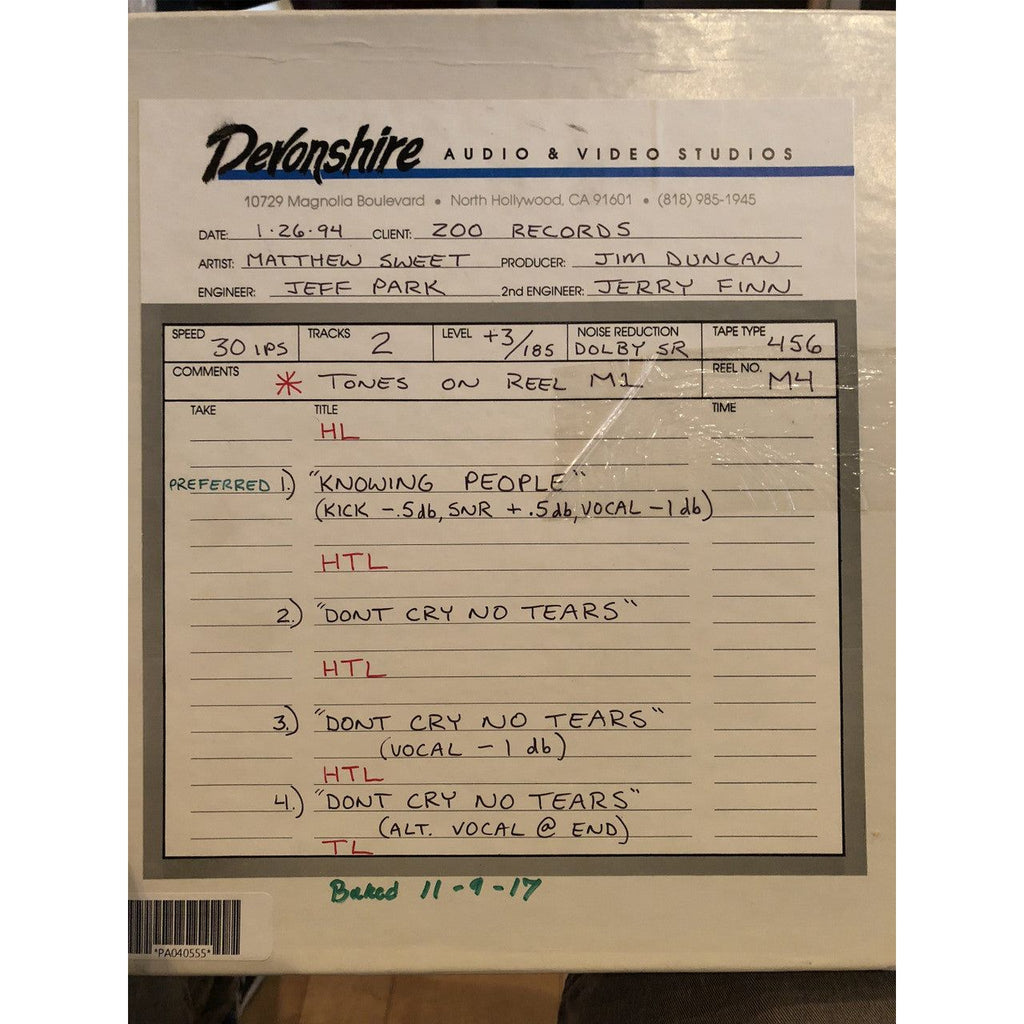 Devonshire AUDIO & VIDEO STUDIOS
10729 Magnolia Boulevard • North Hollywood, CA 91601 • (818) 985-1945
DATE: 1·26·94 CLIENT: ZOO RECORDS
ARTIST: MATTHEW SWEET PRODUCER: JIM DUNCAN
ENGINEER: JEFF PARK 2nd ENGINEER: JERRY FINN
SPEED 30 IPS TRACKS 2 LEVEL +3/185 NOISE REDUCTION DOLBY SR TAPE TYPE 456
COMMENTS * TONES ON REEL M1 REEL NO. M4
TAKE TITLE TIME
HL
PREFERRED 1.) "KNOWING PEOPLE"
(KICK -.5db, SNR +.5db, VOCAL -1 db)
HTL
2.) "DONT CRY NO TEARS"
HTL
3.) "DONT CRY NO TEARS"
(VOCAL - 1 db)
HTL
4.) "DONT CRY NO TEARS"
(ALT. VOCAL @ END)
TL
Baked 11-9-17
*PA040555*